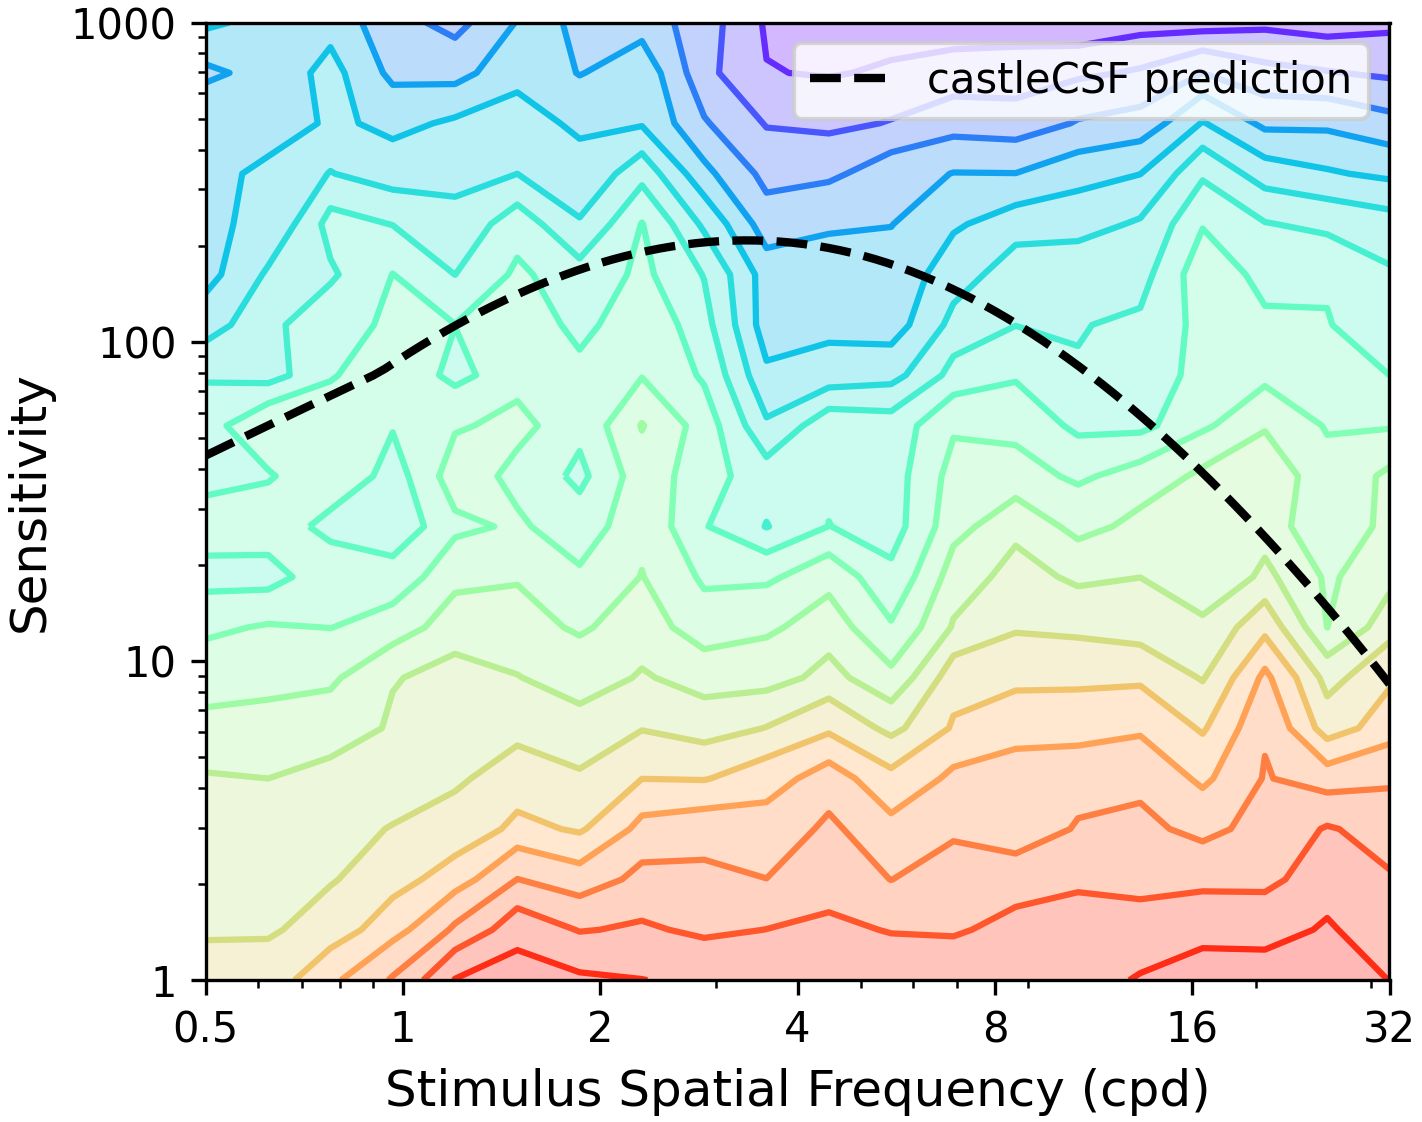 1000
castleCSF prediction
100
Sensitivity
10
1
0.5 1 2 4 8 16 32
Stimulus Spatial Frequency (cpd)